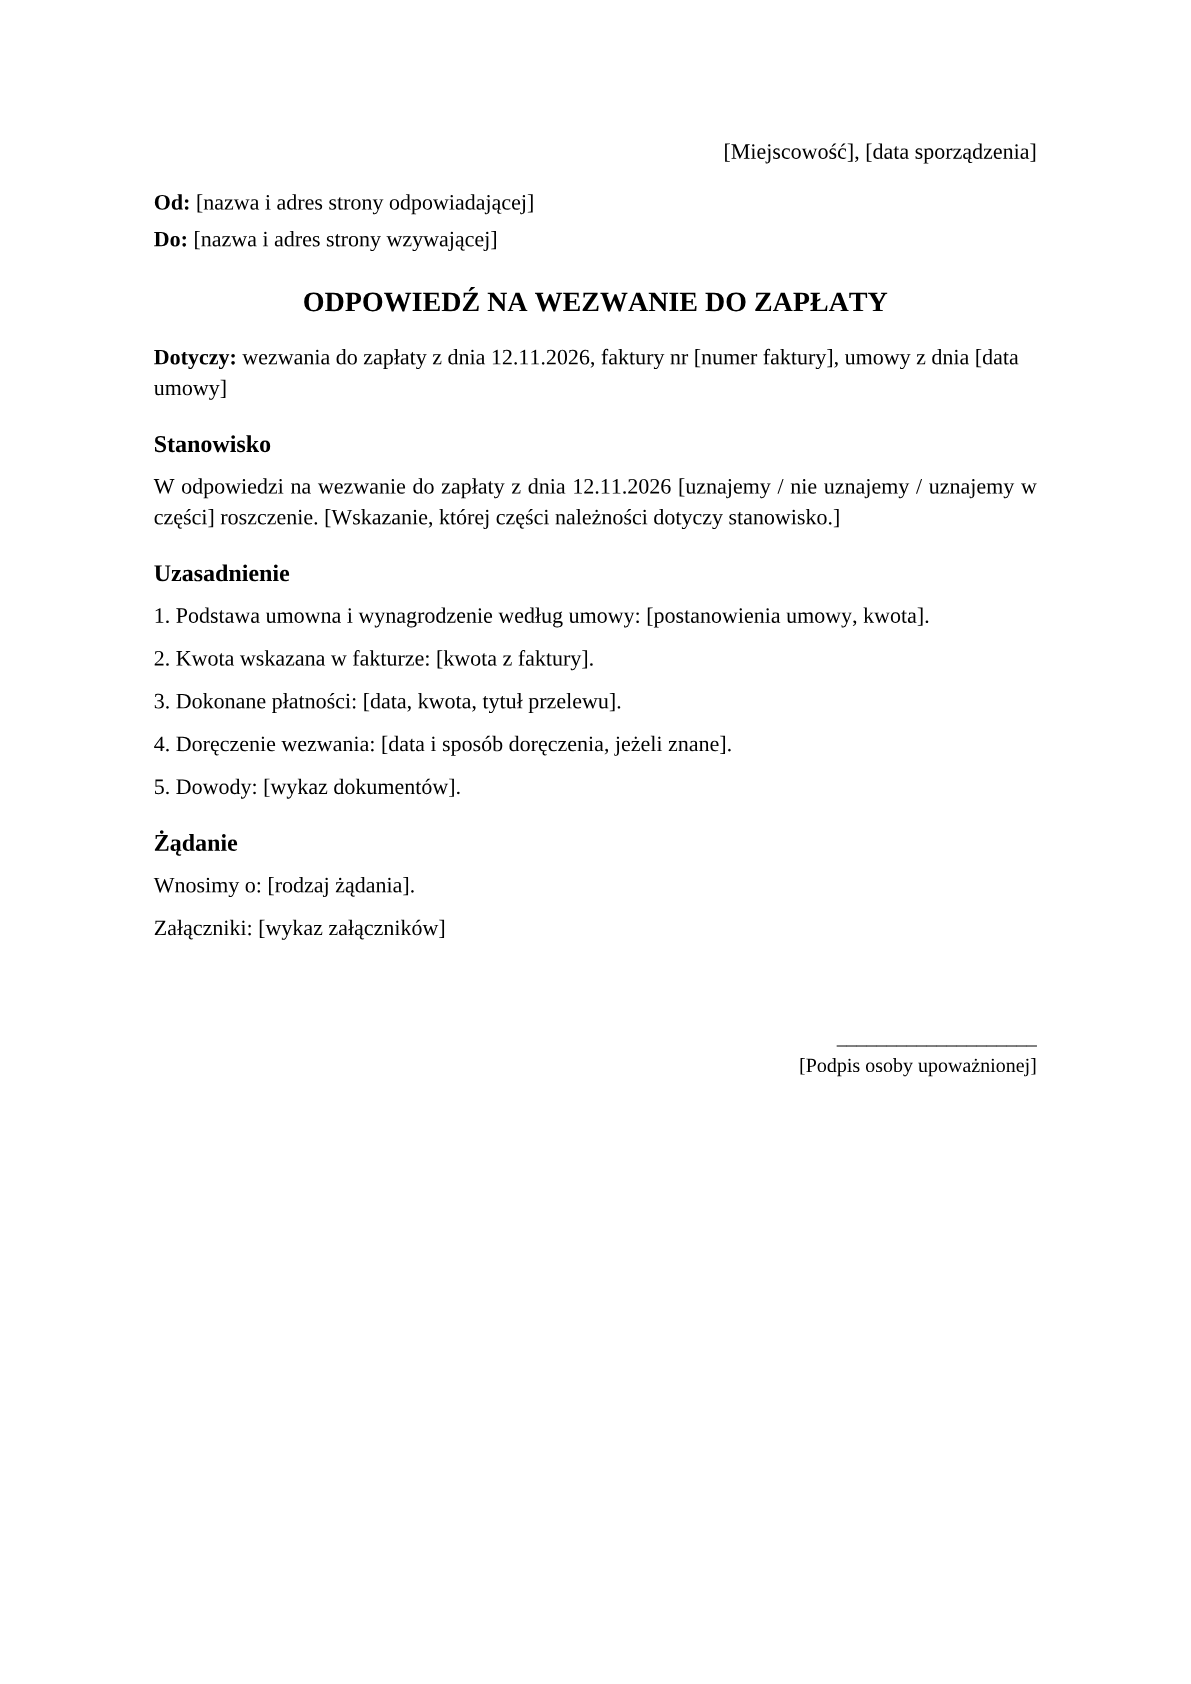 [Miejscowość], [data sporządzenia]
Od: [nazwa i adres strony odpowiadającej]
Do: [nazwa i adres strony wzywającej]
ODPOWIEDŹ NA WEZWANIE DO ZAPŁATY
Dotyczy: wezwania do zapłaty z dnia 12.11.2026, faktury nr [numer faktury], umowy z dnia [data
umowy]
Stanowisko
W odpowiedzi na wezwanie do zapłaty z dnia 12.11.2026 [uznajemy / nie uznajemy / uznajemy w
części] roszczenie. [Wskazanie, której części należności dotyczy stanowisko.]
Uzasadnienie
1. Podstawa umowna i wynagrodzenie według umowy: [postanowienia umowy, kwota].
2. Kwota wskazana w fakturze: [kwota z faktury].
3. Dokonane płatności: [data, kwota, tytuł przelewu].
4. Doręczenie wezwania: [data i sposób doręczenia, jeżeli znane].
5. Dowody: [wykaz dokumentów].
Żądanie
Wnosimy o: [rodzaj żądania].
Załączniki: [wykaz załączników]
____________________
[Podpis osoby upoważnionej]